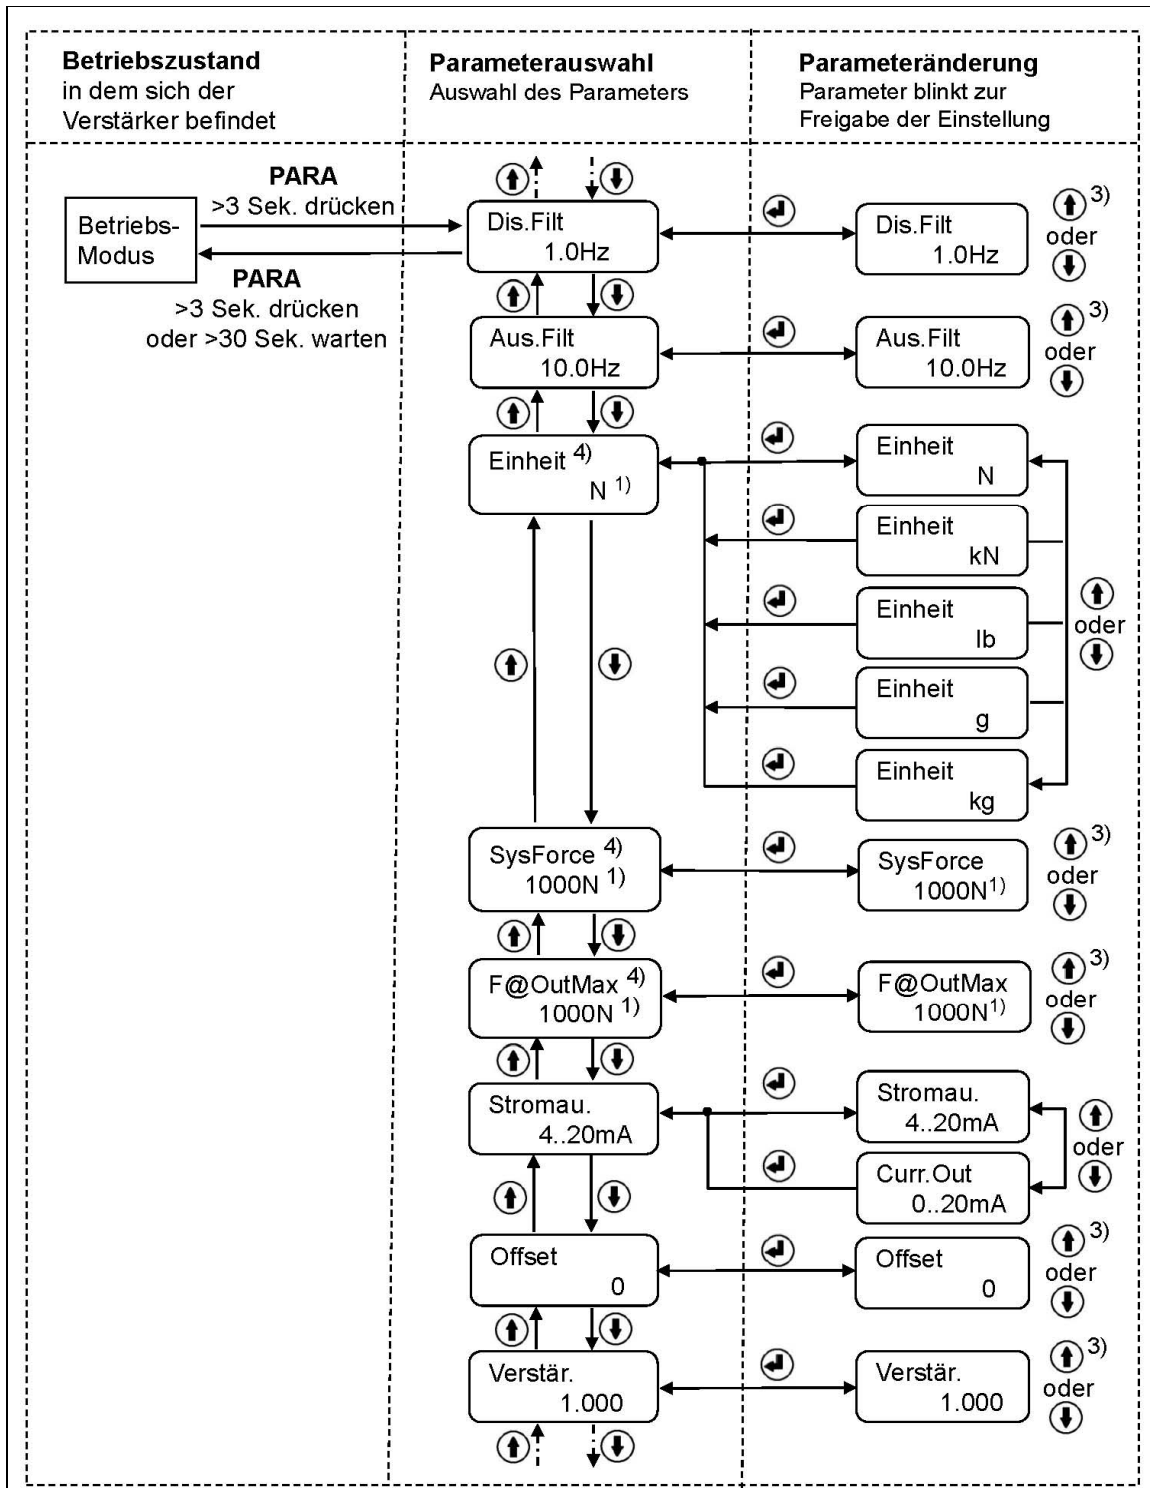 Betriebszustand
in dem sich der
Verstärker befindet
Parameterauswahl
Auswahl des Parameters
Parameteränderung
Parameter blinkt zur
Freigabe der Einstellung
PARA
>3 Sek. drücken
Betriebs-
Modus
PARA
>3 Sek. drücken
oder >30 Sek. warten
Dis.Filt
1.0Hz
Dis.Filt
1.0Hz
3)
oder
Aus.Filt
10.0Hz
Aus.Filt
10.0Hz
3)
oder
Einheit 4)
N 1)
Einheit
N
Einheit
kN
Einheit
lb
Einheit
g
Einheit
kg
oder
SysForce 4)
1000N 1)
SysForce
1000N1)
3)
oder
F@OutMax 4)
1000N 1)
F@OutMax
1000N1)
3)
oder
Stromau.
4..20mA
Stromau.
4..20mA
Curr.Out
0..20mA
oder
Offset
0
Offset
0
3)
oder
Verstär.
1.000
Verstär.
1.000
3)
oder